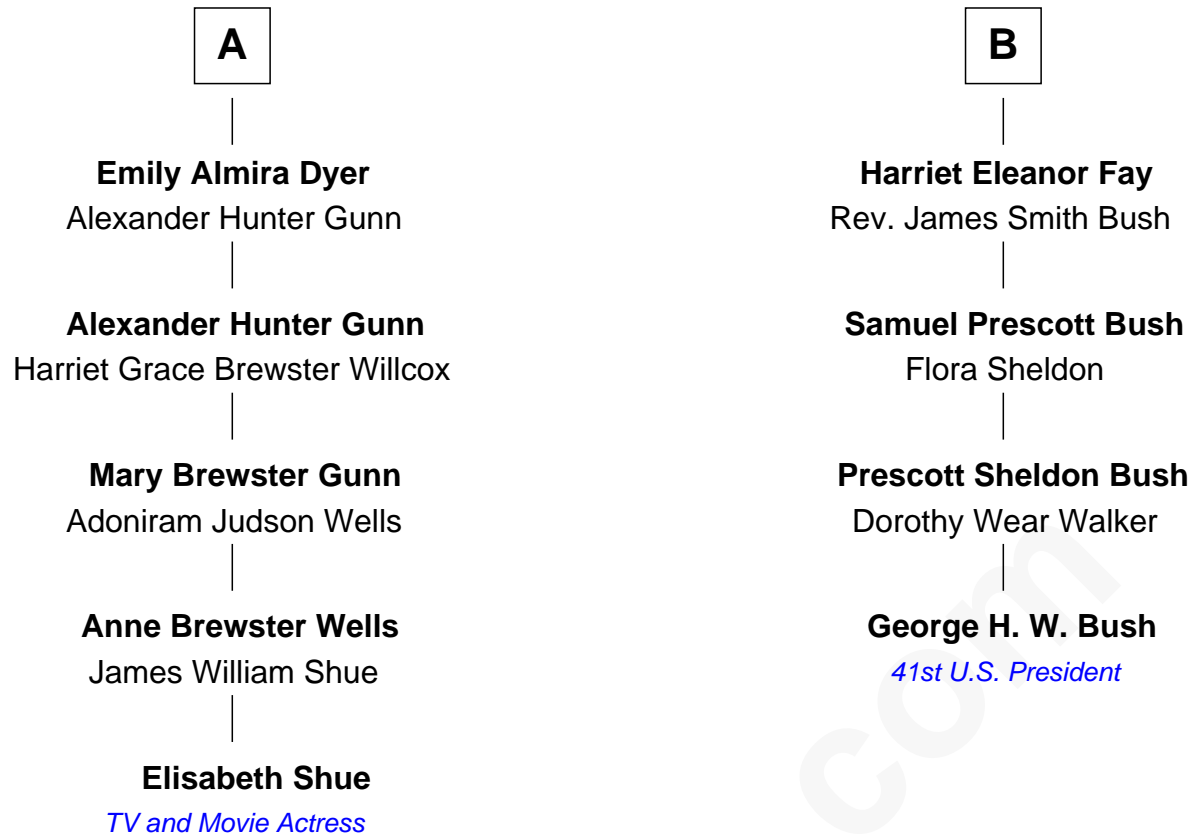 A
Emily Almira Dyer
Alexander Hunter Gunn
Alexander Hunter Gunn
Harriet Grace Brewster Willcox
Mary Brewster Gunn
Adoniram Judson Wells
Anne Brewster Wells
James William Shue
Elisabeth Shue
TV and Movie Actress
B
Harriet Eleanor Fay
Rev. James Smith Bush
Samuel Prescott Bush
Flora Sheldon
Prescott Sheldon Bush
Dorothy Wear Walker
George H. W. Bush
41st U.S. President
com